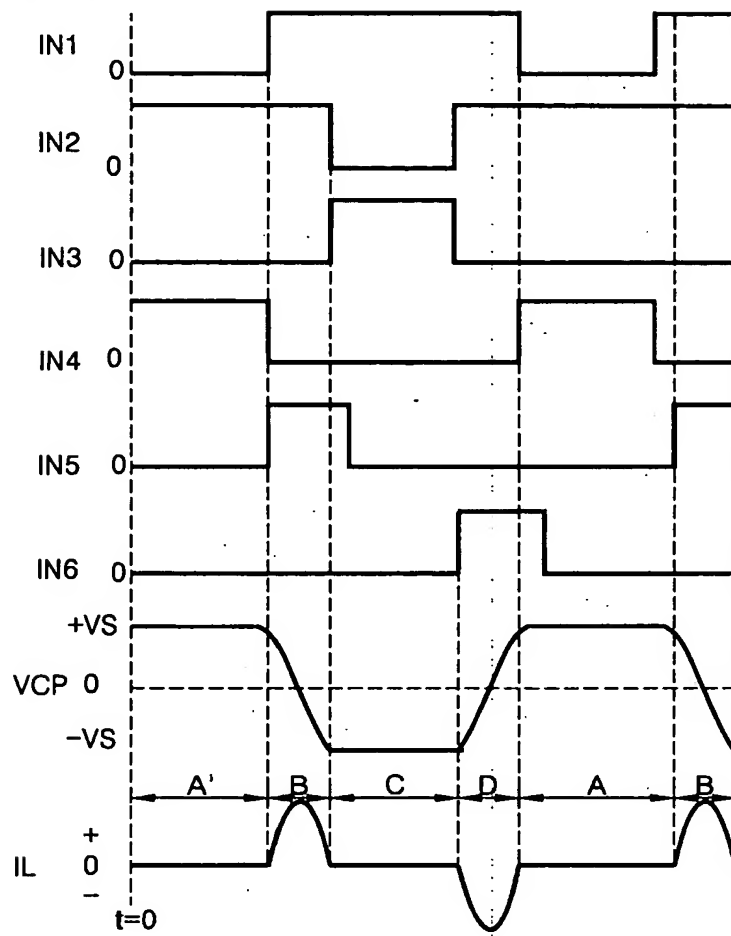 IN1
0
IN2
0
IN3 0
IN4 0
IN5 0
IN6 0
+VS
VCP 0
−VS
A' B C D A B
+
IL 0
−
t=0